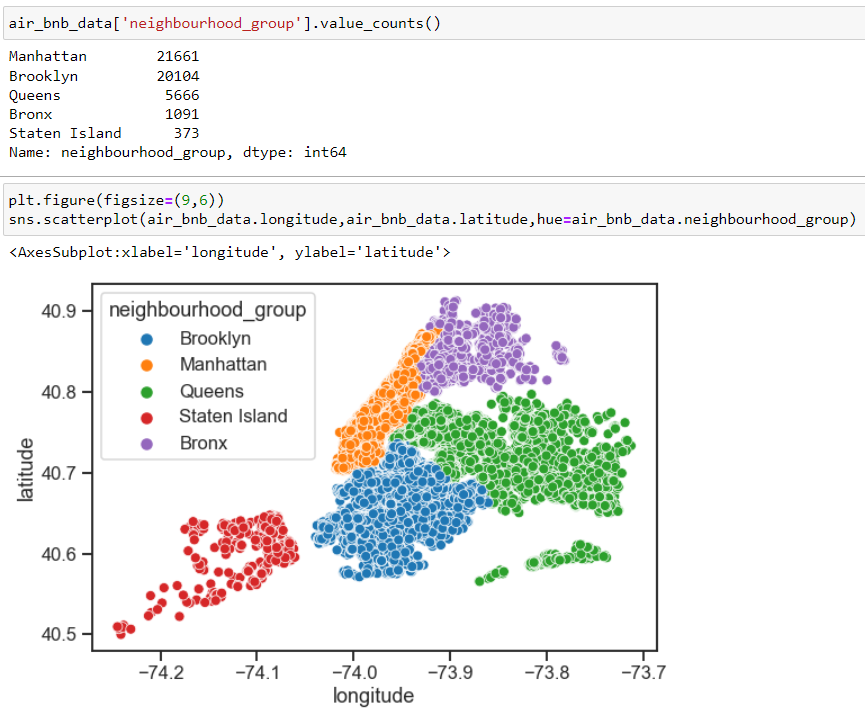 air_bnb_data['neighbourhood_group'].value_counts()
Manhattan 21661
Brooklyn 20104
Queens 5666
Bronx 1091
Staten Island 373
Name: neighbourhood_group, dtype: int64
plt.figure(figsize=(9,6))
sns.scatterplot(air_bnb_data.longitude,air_bnb_data.latitude,hue=air_bnb_data.neighbourhood_group)
<AxesSubplot:xlabel='longitude', ylabel='latitude'>
neighbourhood_group
Brooklyn
Manhattan
Queens
Staten Island
Bronx
latitude
40.9
40.8
40.7
40.6
40.5
−74.2 −74.1 −74.0 −73.9 −73.8 −73.7
longitude